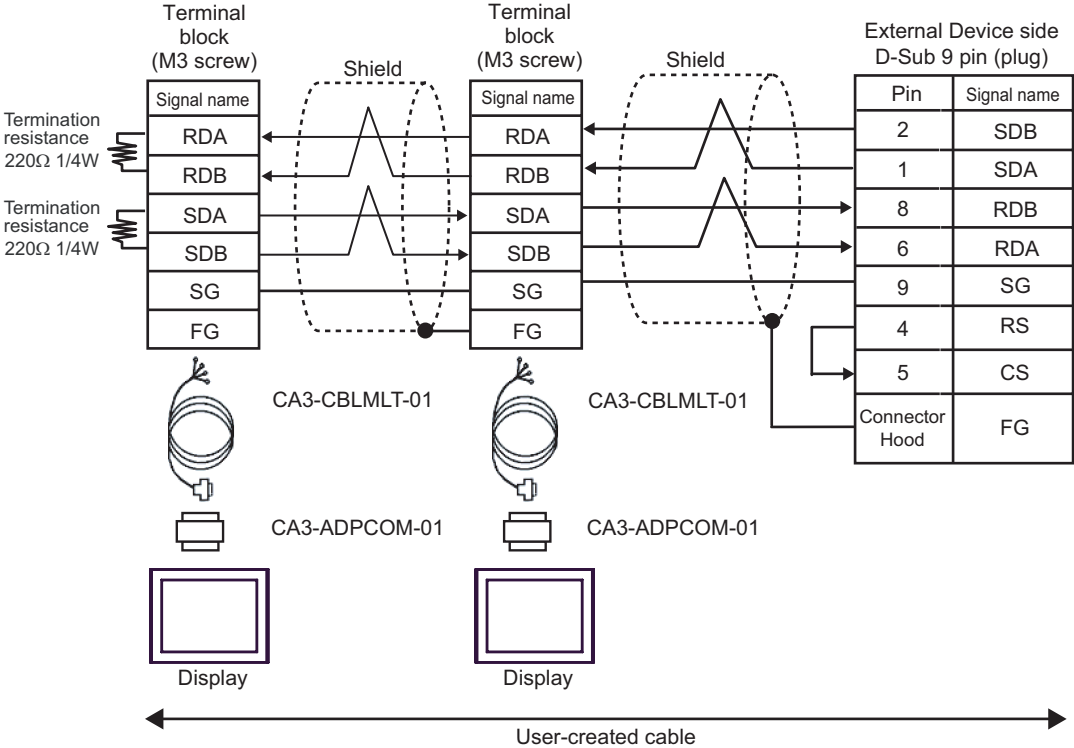 Terminal
block
(M3 screw)
Terminal
block
(M3 screw)
External Device side
D-Sub 9 pin (plug)
Shield
Shield
Signal name
Signal name
Pin
Signal name
Termination
resistance
220Ω 1/4W
RDA
RDA
2
SDB
RDB
RDB
1
SDA
Termination
resistance
220Ω 1/4W
SDA
SDA
8
RDB
SDB
SDB
6
RDA
SG
SG
9
SG
FG
FG
4
RS
5
CS
Connector
Hood
FG
CA3-CBLMLT-01
CA3-CBLMLT-01
CA3-ADPCOM-01
CA3-ADPCOM-01
Display
Display
User-created cable